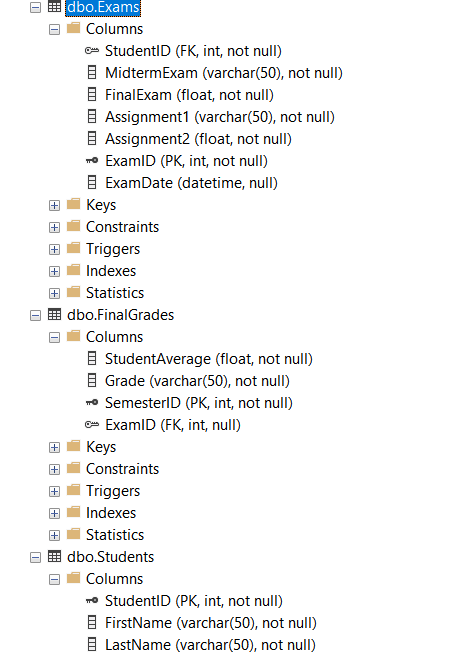 dbo.Exams
Columns
StudentID (FK, int, not null)
MidtermExam (varchar(50), not null)
FinalExam (float, not null)
Assignment1 (varchar(50), not null)
Assignment2 (float, not null)
ExamID (PK, int, not null)
ExamDate (datetime, null)
Keys
Constraints
Triggers
Indexes
Statistics
dbo.FinalGrades
Columns
StudentAverage (float, not null)
Grade (varchar(50), not null)
SemesterID (PK, int, not null)
ExamID (FK, int, null)
Keys
Constraints
Triggers
Indexes
Statistics
dbo.Students
Columns
StudentID (PK, int, not null)
FirstName (varchar(50), not null)
LastName (varchar(50), not null)